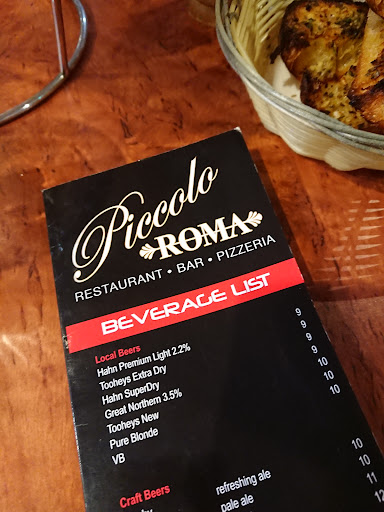 Piccolo
ROMA
RESTAURANT • BAR • PIZZERIA
BEVERAGE LIST
Local Beers
Hahn Premium Light 2.2% 9
Tooheys Extra Dry 9
Hahn SuperDry 9
Great Northern 3.5% 9
Tooheys New 10
Pure Blonde 10
VB 10
Craft Beers
refreshing ale 10
pale ale 10
11
12